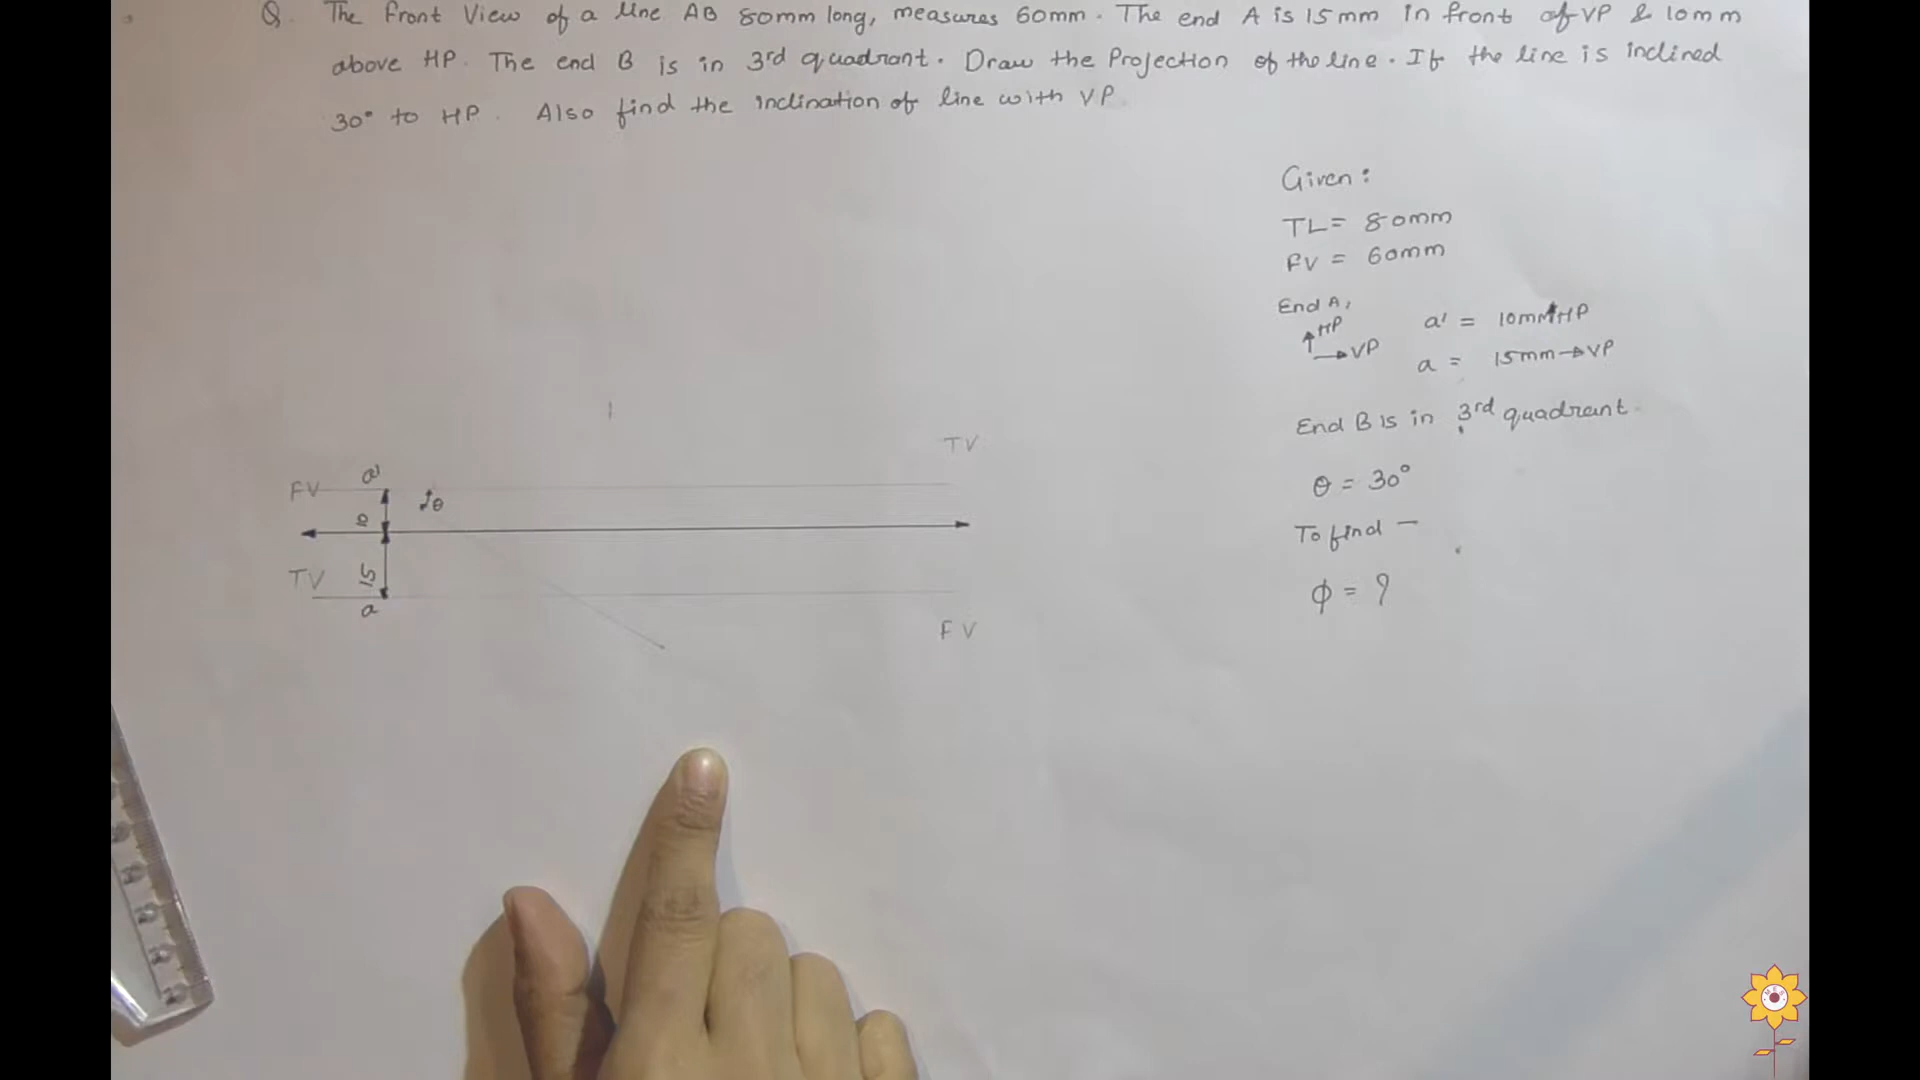 Q. The Front View of a line AB 80mm long, measures 60mm. The end A is 15 mm in front of VP & 10mm
above HP. The end B is in 3rd quadrant. Draw the Projection of the line. If the line is inclined
30° to HP. Also find the inclination of line with VP
Given:
TL = 80mm
FV = 60mm
End A,
↑HP
→VP
a' = 10mm↑HP
a = 15mm→VP
End B is in 3rd quadrant.
θ = 30°
To find –
ϕ = ?
TV
FV
a'
θ
10
TV
15
a
FV